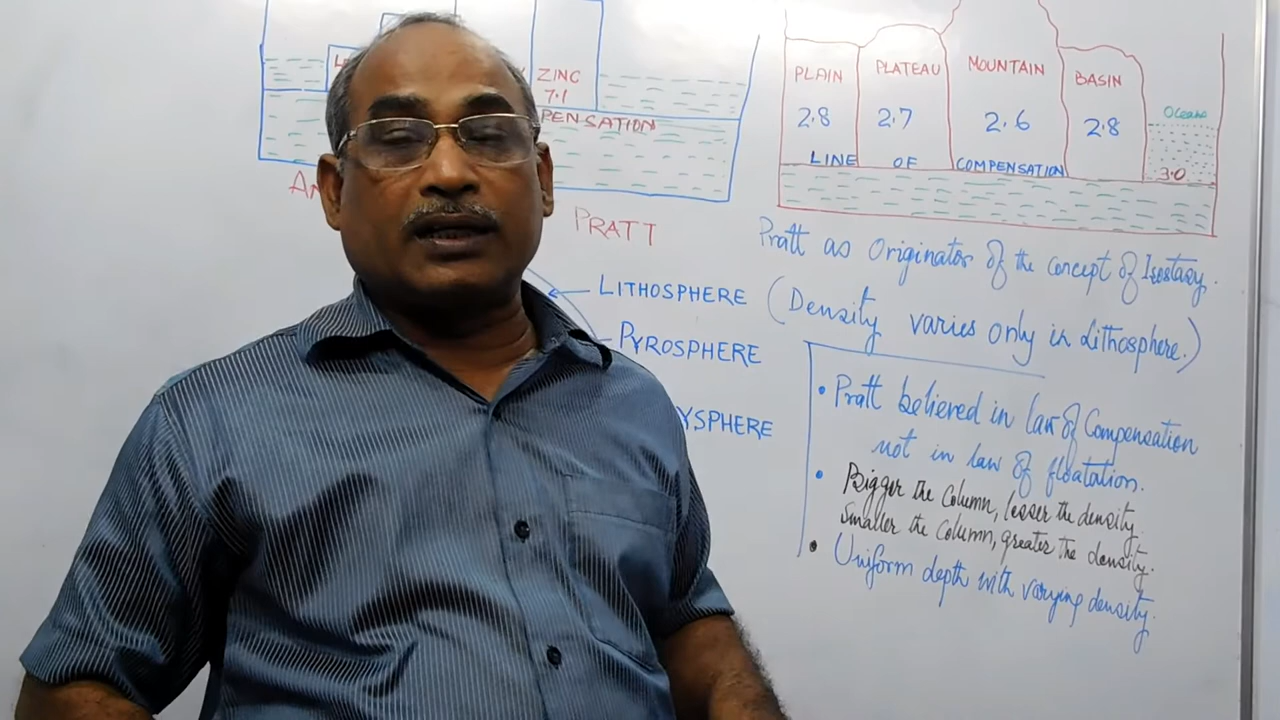 ZINC
7.1
PENSATION
PRATT
PLAIN
PLATEAU
MOUNTAIN
BASIN
2.8
2.7
2.6
2.8
Oceans
3.0
LINE OF COMPENSATION
Pratt as Originator of the concept of Isostasy.
LITHOSPHERE (Density varies only in Lithosphere.)
PYROSPHERE
YSPHERE
• Pratt believed in law of Compensation
not in law of floatation.
• Bigger the column, lesser the density
Smaller the column, greater the density.
• Uniform depth with varying density.